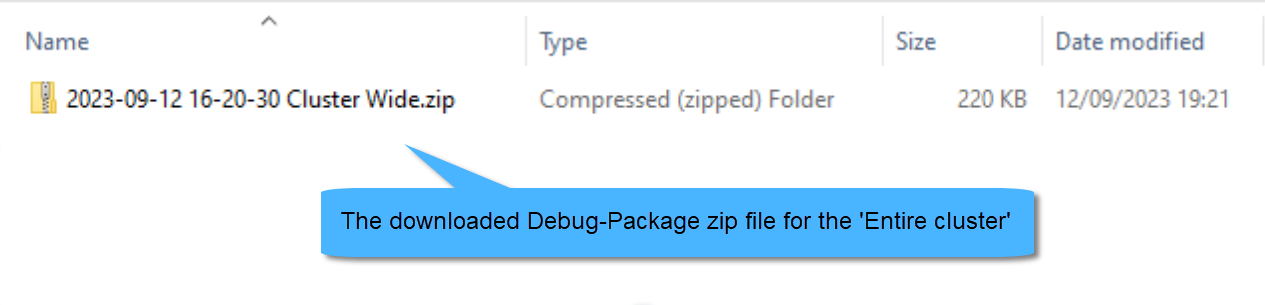 Name Type Size Date modified
2023-09-12 16-20-30 Cluster Wide.zip Compressed (zipped) Folder 220 KB 12/09/2023 19:21
The downloaded Debug-Package zip file for the 'Entire cluster'